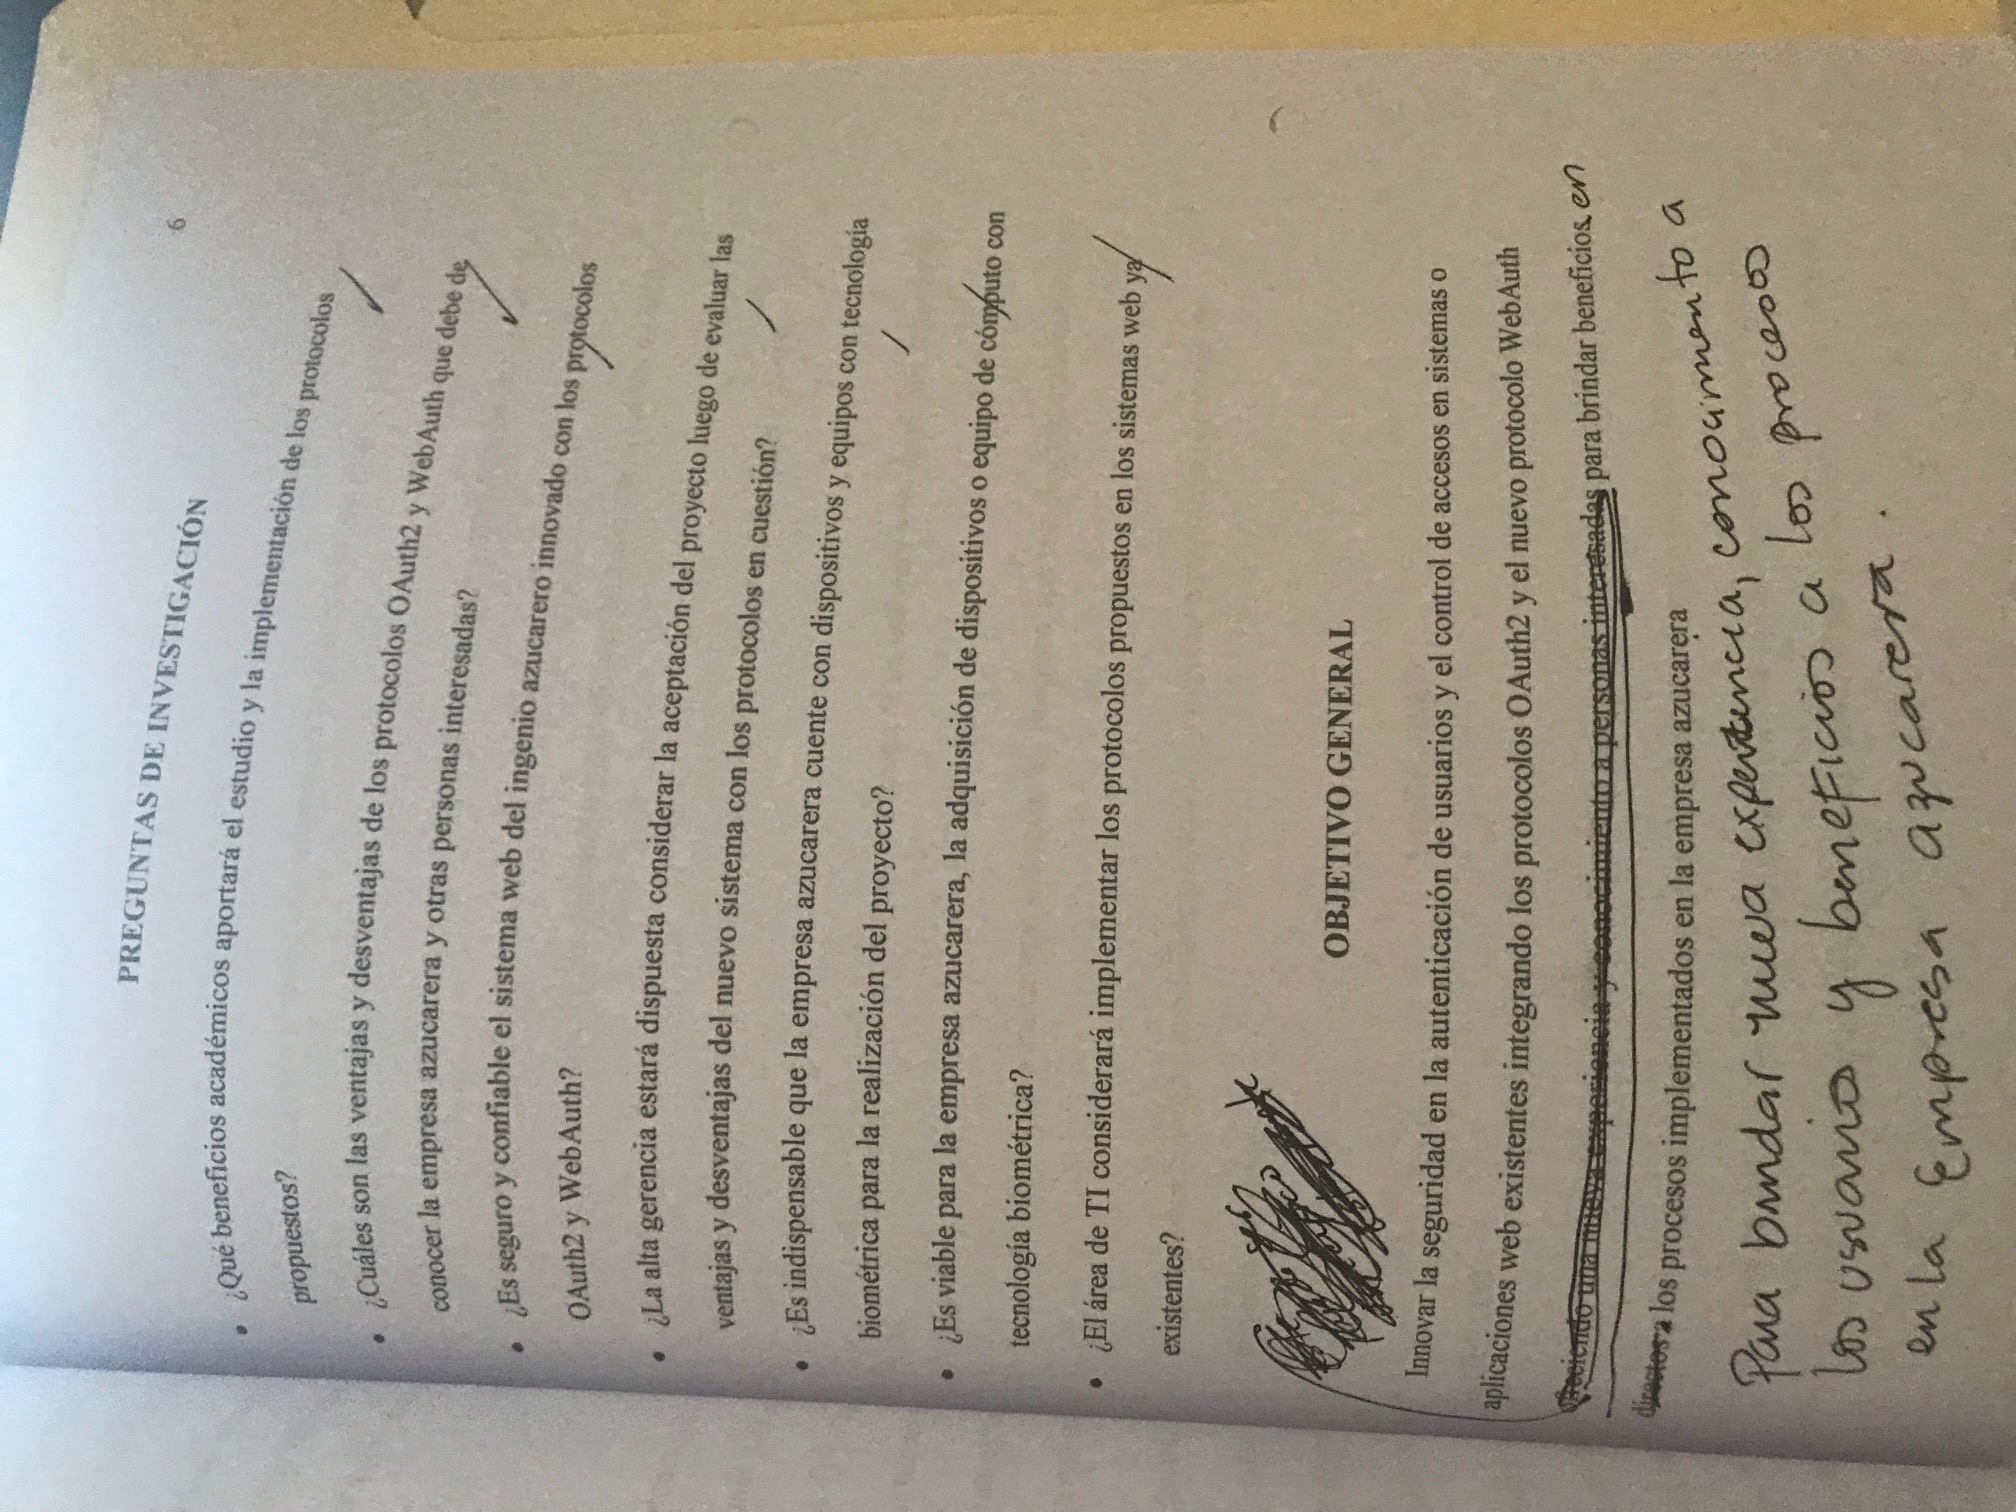 6
PREGUNTAS DE INVESTIGACIÓN
• ¿Qué beneficios académicos aportará el estudio y la implementación de los protocolos
propuestos?
• ¿Cuáles son las ventajas y desventajas de los protocolos OAuth2 y WebAuth que debe de
conocer la empresa azucarera y otras personas interesadas?
• ¿Es seguro y confiable el sistema web del ingenio azucarero innovado con los protocolos
OAuth2 y WebAuth?
• ¿La alta gerencia estará dispuesta considerar la aceptación del proyecto luego de evaluar las
ventajas y desventajas del nuevo sistema con los protocolos en cuestión?
• ¿Es indispensable que la empresa azucarera cuente con dispositivos y equipos con tecnología
biométrica para la realización del proyecto?
• ¿Es viable para la empresa azucarera, la adquisición de dispositivos o equipo de cómputo con
tecnología biométrica?
• ¿El área de TI considerará implementar los protocolos propuestos en los sistemas web ya
existentes?
OBJETIVO GENERAL
Innovar la seguridad en la autenticación de usuarios y el control de accesos en sistemas o
aplicaciones web existentes integrando los protocolos OAuth2 y el nuevo protocolo WebAuth
ofreciendo una nueva experiencia y conocimiento a personas interesadas para brindar beneficios en
directos a los procesos implementados en la empresa azucarera
Para brindar nueva experiencia, conocimiento a
los usuarios y beneficios a los procesos
en la Empresa azucarera.